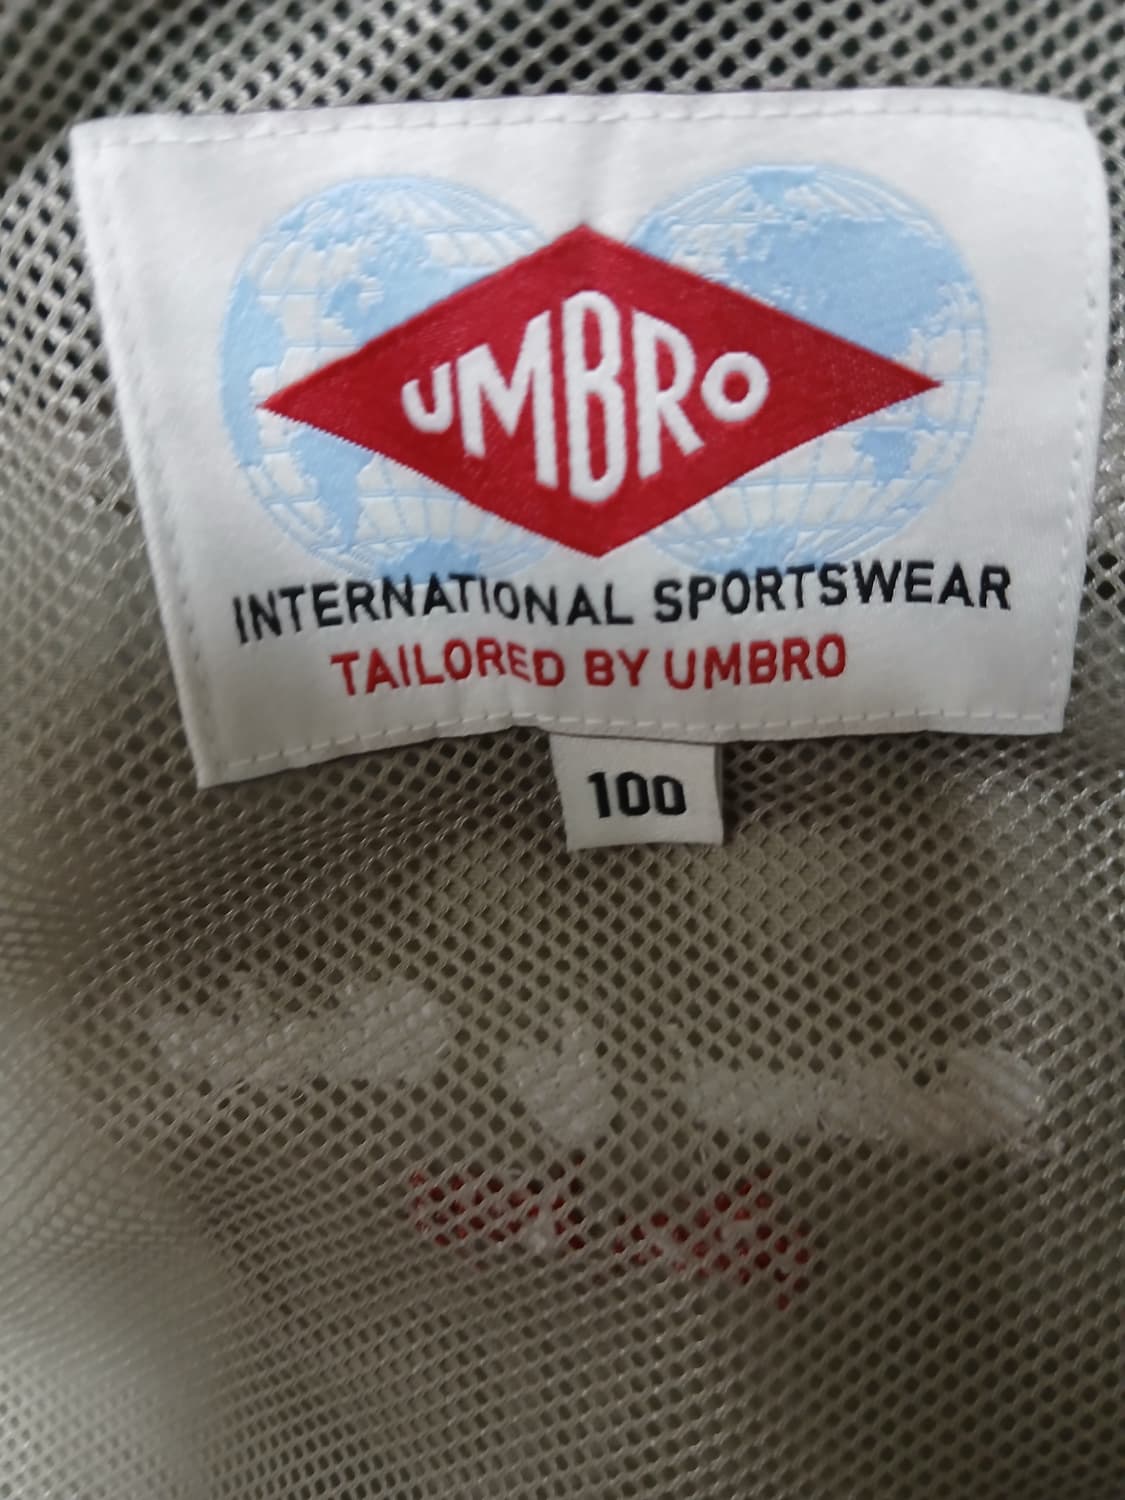 UMBRO
INTERNATIONAL SPORTSWEAR
TAILORED BY UMBRO
100